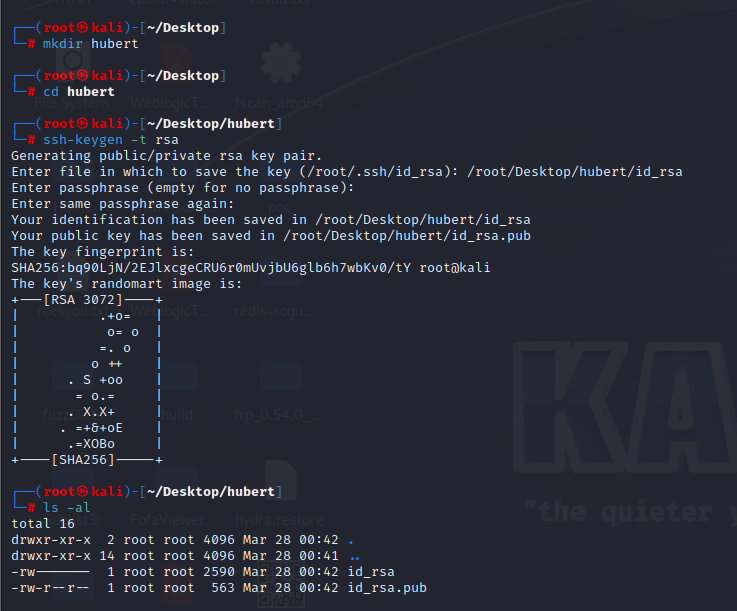 ┌──(root㉿kali)-[~/Desktop]
└─# mkdir hubert
┌──(root㉿kali)-[~/Desktop]
└─# cd hubert
File System WeblogicT... fscan_amd64
┌──(root㉿kali)-[~/Desktop/hubert]
└─# ssh-keygen -t rsa
Generating public/private rsa key pair.
Enter file in which to save the key (/root/.ssh/id_rsa): /root/Desktop/hubert/id_rsa
Enter passphrase (empty for no passphrase):
Enter same passphrase again:
Your identification has been saved in /root/Desktop/hubert/id_rsa
Your public key has been saved in /root/Desktop/hubert/id_rsa.pub
The key fingerprint is:
SHA256:bq90LjN/2EJlxcgeCRU6r0mUvjbU6glb6h7wbKv0/tY root@kali
The key's randomart image is:
+---[RSA 3072]----+
|          .+o=   |
|           o= o  |
|          =. o   |
|         o ++    |
|      . S +oo    |
|       = o.=     |
|      . X.X+     |
|     . =+&+oE    |
|      .=XOBo     |
+----[SHA256]-----+
┌──(root㉿kali)-[~/Desktop/hubert]
└─# ls -al
total 16
drwxr-xr-x  2 root root 4096 Mar 28 00:42 .
drwxr-xr-x 14 root root 4096 Mar 28 00:41 ..
-rw-------  1 root root 2590 Mar 28 00:42 id_rsa
-rw-r--r--  1 root root  563 Mar 28 00:42 id_rsa.pub
WeblogicT... redis-rogu...
build frp_0.54.0_...
KA
"the quieter
FofaViewer... hydra.restore